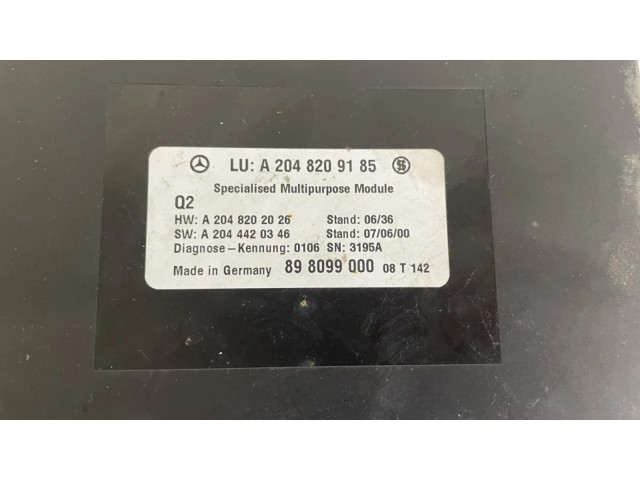 LU: A 204 820 91 85
Specialised Multipurpose Module
Q2
HW: A 204 820 20 26 Stand: 06/36
SW: A 204 442 03 46 Stand: 07/06/00
Diagnose-Kennung: 0106 SN: 3195A
Made in Germany 89 8099 000 08 T 142